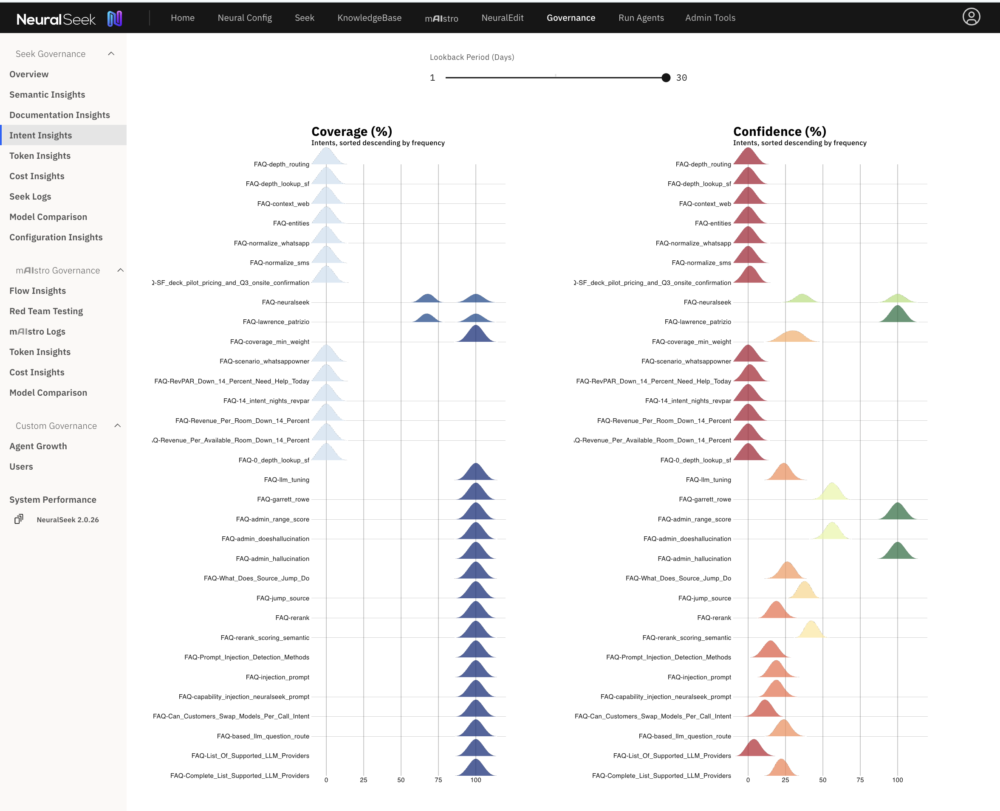 NeuralSeek
Home
Neural Config
Seek
KnowledgeBase
mAIstro
NeuralEdit
Governance
Run Agents
Admin Tools
Seek Governance
Overview
Semantic Insights
Documentation Insights
Intent Insights
Token Insights
Cost Insights
Seek Logs
Model Comparison
Configuration Insights
mAIstro Governance
Flow Insights
Red Team Testing
mAIstro Logs
Token Insights
Cost Insights
Model Comparison
Custom Governance
Agent Growth
Users
System Performance
NeuralSeek 2.0.26
Lookback Period (Days)
1
30
Coverage (%)
Intents, sorted descending by frequency
FAQ-depth_routing
FAQ-depth_lookup_sf
FAQ-context_web
FAQ-entities
FAQ-normalize_whatsapp
FAQ-normalize_sms
Q-SF_deck_pilot_pricing_and_Q3_onsite_confirmation
FAQ-neuralseek
FAQ-lawrence_patrizio
FAQ-coverage_min_weight
FAQ-scenario_whatsappowner
FAQ-RevPAR_Down_14_Percent_Need_Help_Today
FAQ-14_intent_nights_revpar
FAQ-Revenue_Per_Room_Down_14_Percent
AQ-Revenue_Per_Available_Room_Down_14_Percent
FAQ-0_depth_lookup_sf
FAQ-llm_tuning
FAQ-garrett_rowe
FAQ-admin_range_score
FAQ-admin_doeshallucination
FAQ-admin_hallucination
FAQ-What_Does_Source_Jump_Do
FAQ-jump_source
FAQ-rerank
FAQ-rerank_scoring_semantic
FAQ-Prompt_Injection_Detection_Methods
FAQ-injection_prompt
FAQ-capability_injection_neuralseek_prompt
FAQ-Can_Customers_Swap_Models_Per_Call_Intent
FAQ-based_llm_question_route
FAQ-List_Of_Supported_LLM_Providers
FAQ-Complete_List_Supported_LLM_Providers
0 25 50 75 100
Confidence (%)
Intents, sorted descending by frequency
FAQ-depth_routing
FAQ-depth_lookup_sf
FAQ-context_web
FAQ-entities
FAQ-normalize_whatsapp
FAQ-normalize_sms
Q-SF_deck_pilot_pricing_and_Q3_onsite_confirmation
FAQ-neuralseek
FAQ-lawrence_patrizio
FAQ-coverage_min_weight
FAQ-scenario_whatsappowner
FAQ-RevPAR_Down_14_Percent_Need_Help_Today
FAQ-14_intent_nights_revpar
FAQ-Revenue_Per_Room_Down_14_Percent
AQ-Revenue_Per_Available_Room_Down_14_Percent
FAQ-0_depth_lookup_sf
FAQ-llm_tuning
FAQ-garrett_rowe
FAQ-admin_range_score
FAQ-admin_doeshallucination
FAQ-admin_hallucination
FAQ-What_Does_Source_Jump_Do
FAQ-jump_source
FAQ-rerank
FAQ-rerank_scoring_semantic
FAQ-Prompt_Injection_Detection_Methods
FAQ-injection_prompt
FAQ-capability_injection_neuralseek_prompt
FAQ-Can_Customers_Swap_Models_Per_Call_Intent
FAQ-based_llm_question_route
FAQ-List_Of_Supported_LLM_Providers
FAQ-Complete_List_Supported_LLM_Providers
0 25 50 75 100